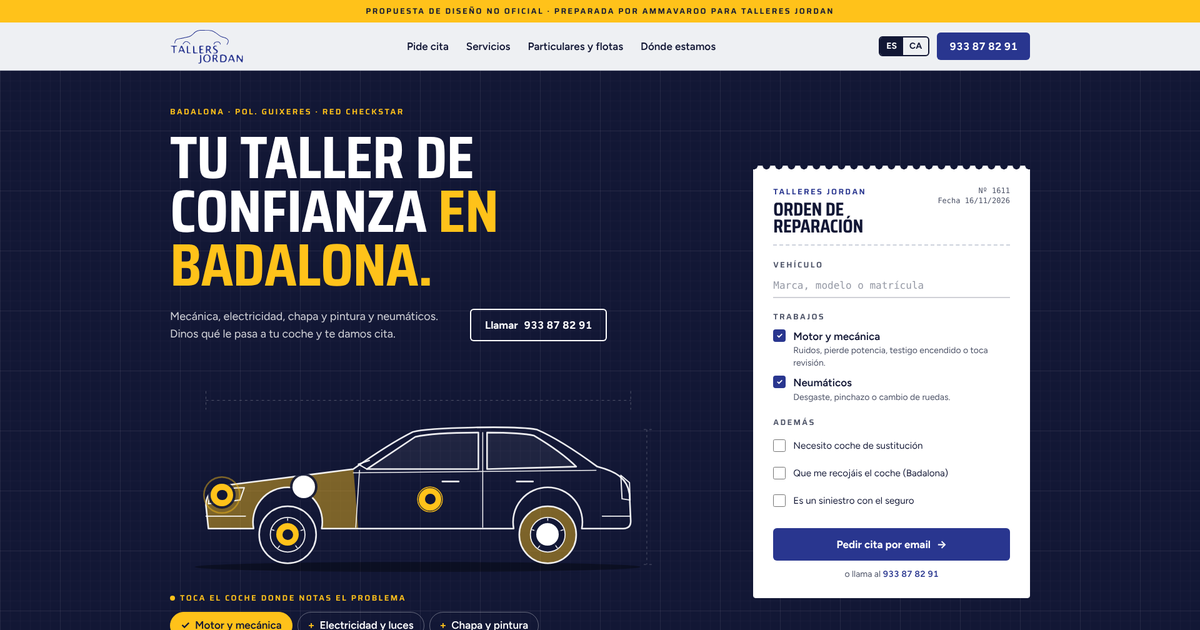 PROPUESTA DE DISEÑO NO OFICIAL · PREPARADA POR AMMAVAROO PARA TALLERES JORDAN
TALLERS
JORDAN
Pide cita
Servicios
Particulares y flotas
Dónde estamos
ES
CA
933 87 82 91
BADALONA · POL. GUIXERES · RED CHECKSTAR
TU TALLER DE
CONFIANZA EN
BADALONA.
Mecánica, electricidad, chapa y pintura y neumáticos.
Dinos qué le pasa a tu coche y te damos cita.
Llamar 933 87 82 91
TOCA EL COCHE DONDE NOTAS EL PROBLEMA
✓ Motor y mecánica
+ Electricidad y luces
+ Chapa y pintura
TALLERES JORDAN
ORDEN DE
REPARACIÓN
Nº 1611
Fecha 16/11/2026
VEHÍCULO
Marca, modelo o matrícula
TRABAJOS
Motor y mecánica
Ruidos, pierde potencia, testigo encendido o toca
revisión.
Neumáticos
Desgaste, pinchazo o cambio de ruedas.
ADEMÁS
Necesito coche de sustitución
Que me recojáis el coche (Badalona)
Es un siniestro con el seguro
Pedir cita por email →
o llama al 933 87 82 91